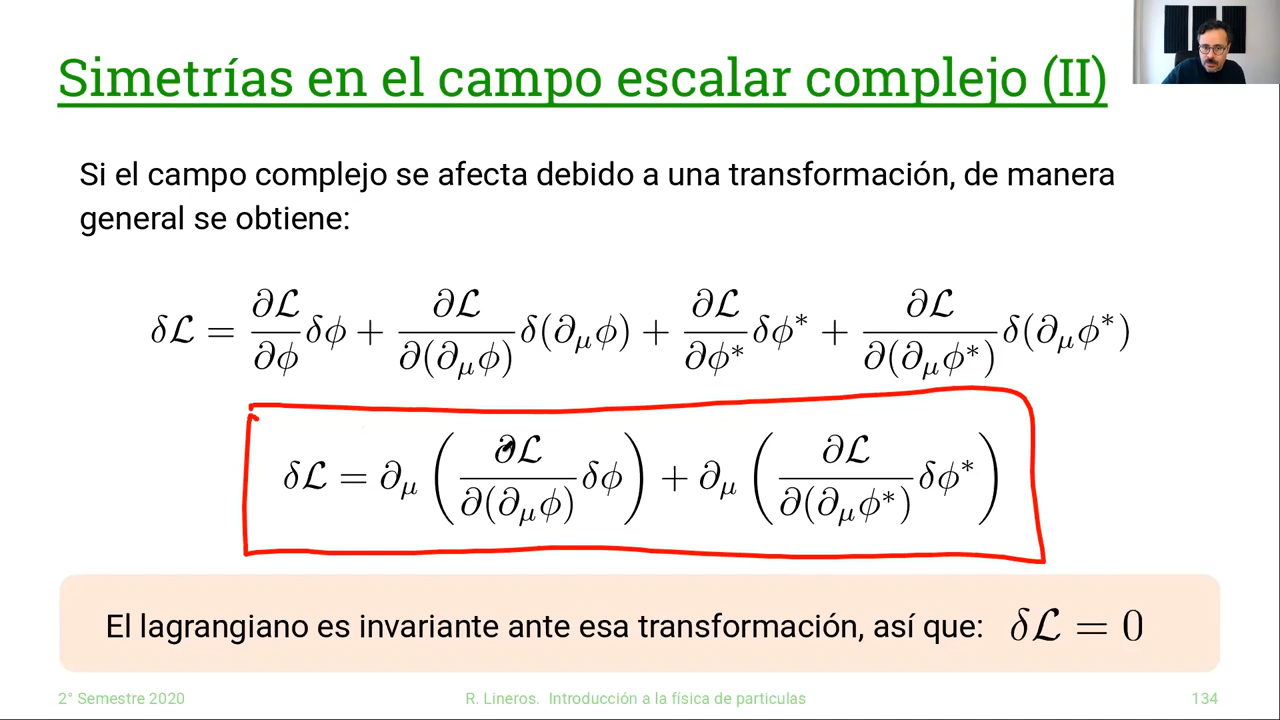 Simetrías en el campo escalar complejo (II)
Si el campo complejo se afecta debido a una transformación, de manera
general se obtiene:
δℒ = ∂ℒ/∂ϕ δϕ + ∂ℒ/∂(∂_μϕ) δ(∂_μϕ) + ∂ℒ/∂ϕ* δϕ* + ∂ℒ/∂(∂_μϕ*) δ(∂_μϕ*)
δℒ = ∂_μ (∂ℒ/∂(∂_μϕ) δϕ) + ∂_μ (∂ℒ/∂(∂_μϕ*) δϕ*)
El lagrangiano es invariante ante esa transformación, así que: δℒ = 0
2° Semestre 2020 R. Lineros. Introducción a la física de particulas 134